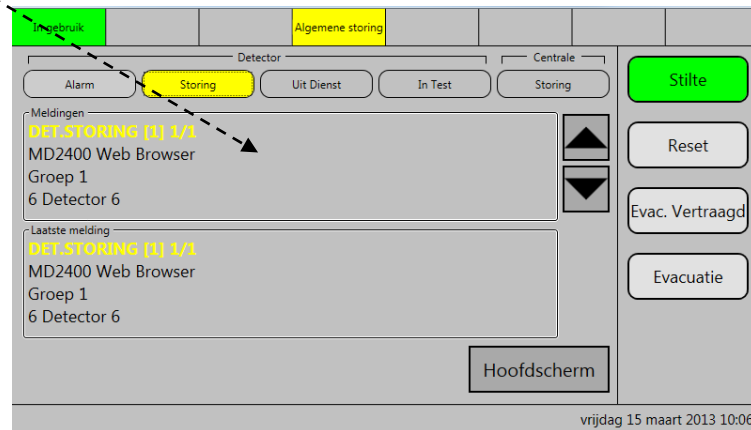 In gebruik
Algemene storing
Detector
Centrale
Alarm
Storing
Uit Dienst
In Test
Storing
Stilte
Meldingen
DET.STORING [1] 1/1
MD2400 Web Browser
Groep 1
6 Detector 6
Reset
Evac. Vertraagd
Laatste melding
DET.STORING [1] 1/1
MD2400 Web Browser
Groep 1
6 Detector 6
Evacuatie
Hoofdscherm
vrijdag 15 maart 2013 10:06